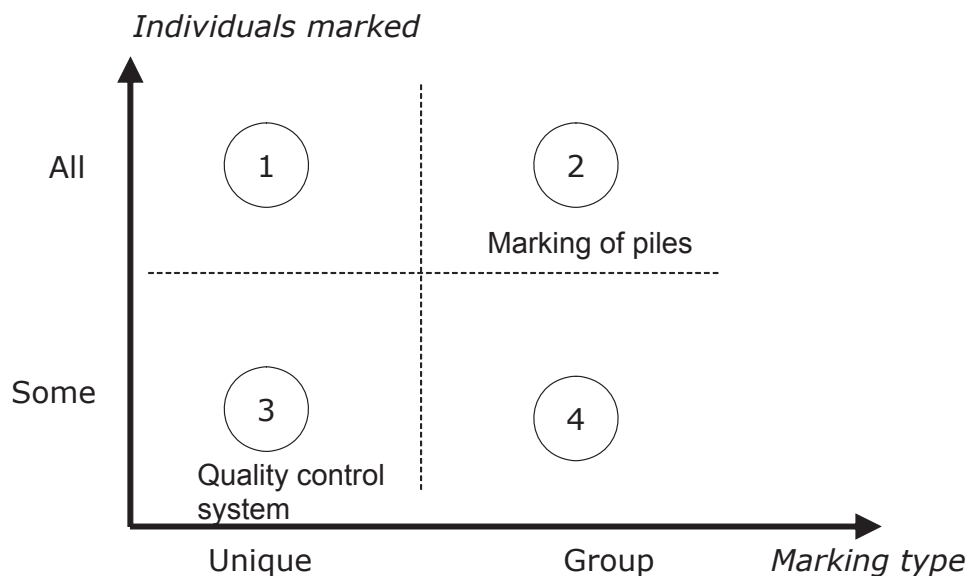 Individuals marked
All
1
2
Marking of piles
Some
3
4
Quality control
system
Unique
Group
Marking type